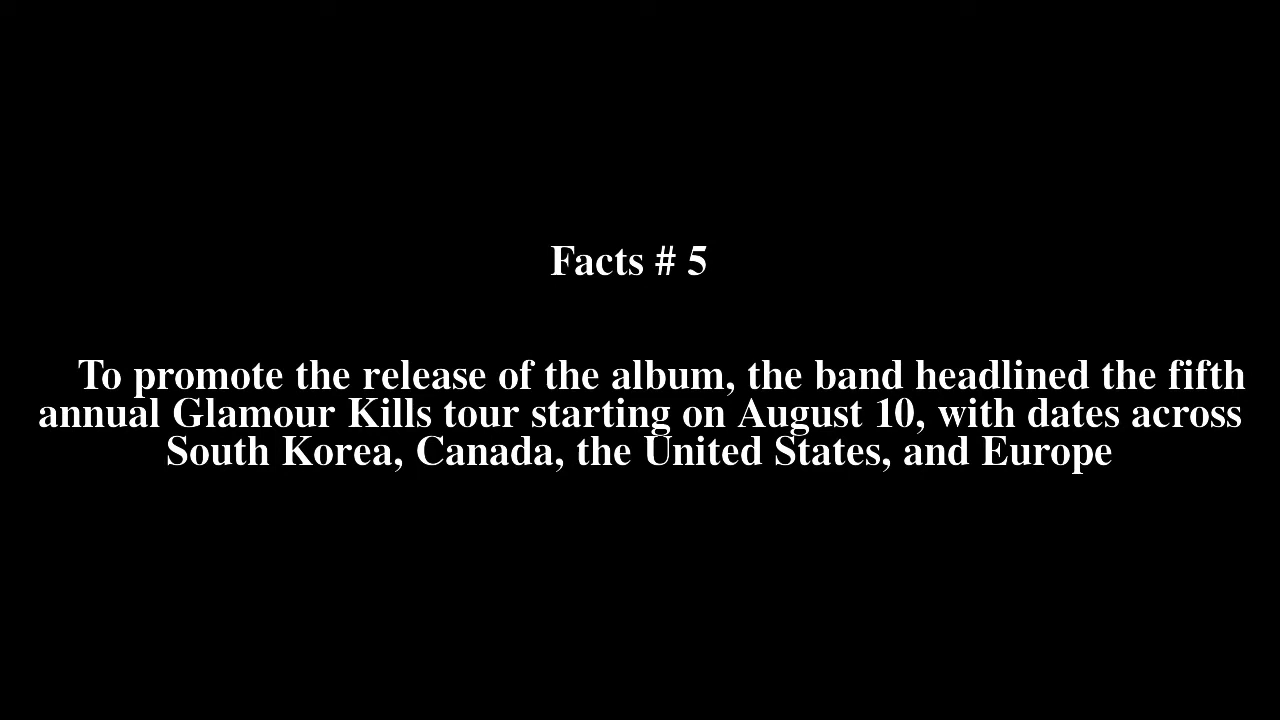 Facts # 5
To promote the release of the album, the band headlined the fifth
annual Glamour Kills tour starting on August 10, with dates across
South Korea, Canada, the United States, and Europe